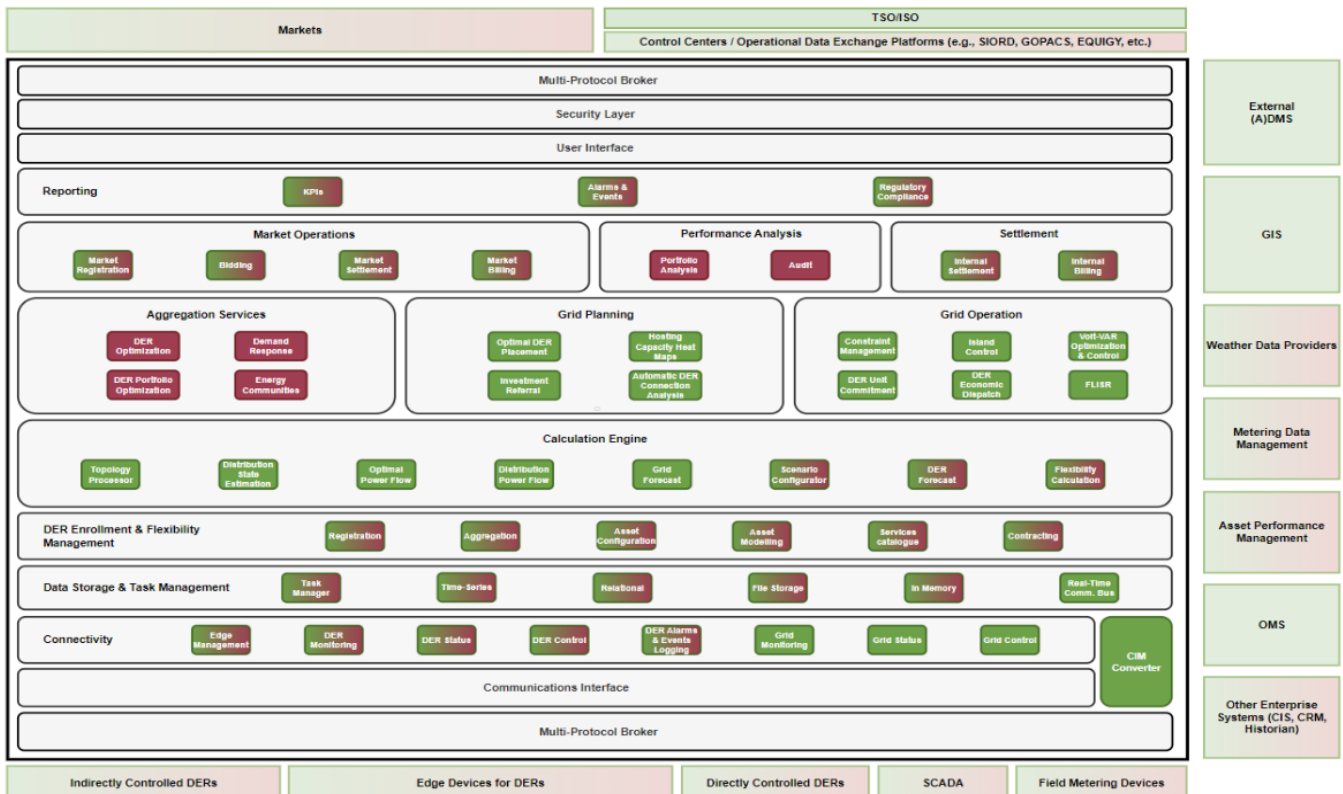 Markets
TSO/ISO
Control Centers / Operational Data Exchange Platforms (e.g., SIORD, GOPACS, EQUIGY, etc.)
Multi-Protocol Broker
Security Layer
User Interface
Reporting
KPIs
Alarms &
Events
Regulatory
Compliance
Market Operations
Market
Registration
Bidding
Market
Settlement
Market
Billing
Performance Analysis
Portfolio
Analysis
Audit
Settlement
Internal
Settlement
Internal
Billing
Aggregation Services
DER
Optimization
Demand
Response
DER Portfolio
Optimization
Energy
Communities
Grid Planning
Optimal DER
Placement
Hosting
Capacity Heat
Maps
Investment
Referral
Automatic DER
Connection
Analysis
Grid Operation
Constraint
Management
Island
Control
Volt-VAR
Optimization
& Control
DER Unit
Commitment
DER
Economic
Dispatch
FLISR
Calculation Engine
Topology
Processor
Distribution
State
Estimation
Optimal
Power Flow
Distribution
Power Flow
Grid
Forecast
Scenario
Configurator
DER
Forecast
Flexibility
Calculation
DER Enrollment & Flexibility
Management
Registration
Aggregation
Asset
Configuration
Asset
Modelling
Services
catalogue
Contracting
Data Storage & Task Management
Task
Manager
Time-Series
Relational
File Storage
In Memory
Real-Time
Comm. Bus
Connectivity
Edge
Management
DER
Monitoring
DER Status
DER Control
DER Alarms
& Events
Logging
Grid
Monitoring
Grid Status
Grid Control
CIM
Converter
Communications Interface
Multi-Protocol Broker
External
(A)DMS
GIS
Weather Data Providers
Metering Data
Management
Asset Performance
Management
OMS
Other Enterprise
Systems (CIS, CRM,
Historian)
Indirectly Controlled DERs
Edge Devices for DERs
Directly Controlled DERs
SCADA
Field Metering Devices